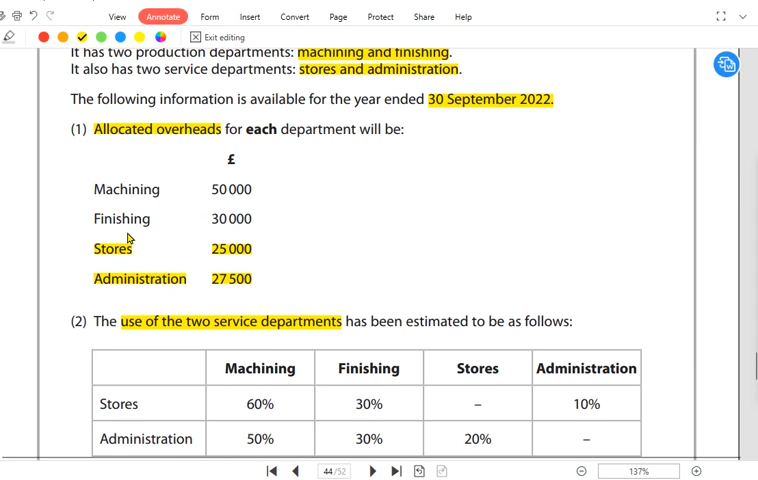 View Annotate Form Insert Convert Page Protect Share Help
Exit editing
It has two production departments: machining and finishing.
It also has two service departments: stores and administration.
The following information is available for the year ended 30 September 2022.
(1) Allocated overheads for each department will be:
£
Machining 50 000
Finishing 30 000
Stores 25 000
Administration 27 500
(2) The use of the two service departments has been estimated to be as follows:
Machining Finishing Stores Administration
Stores 60% 30% – 10%
Administration 50% 30% 20% –
44 /52 137%